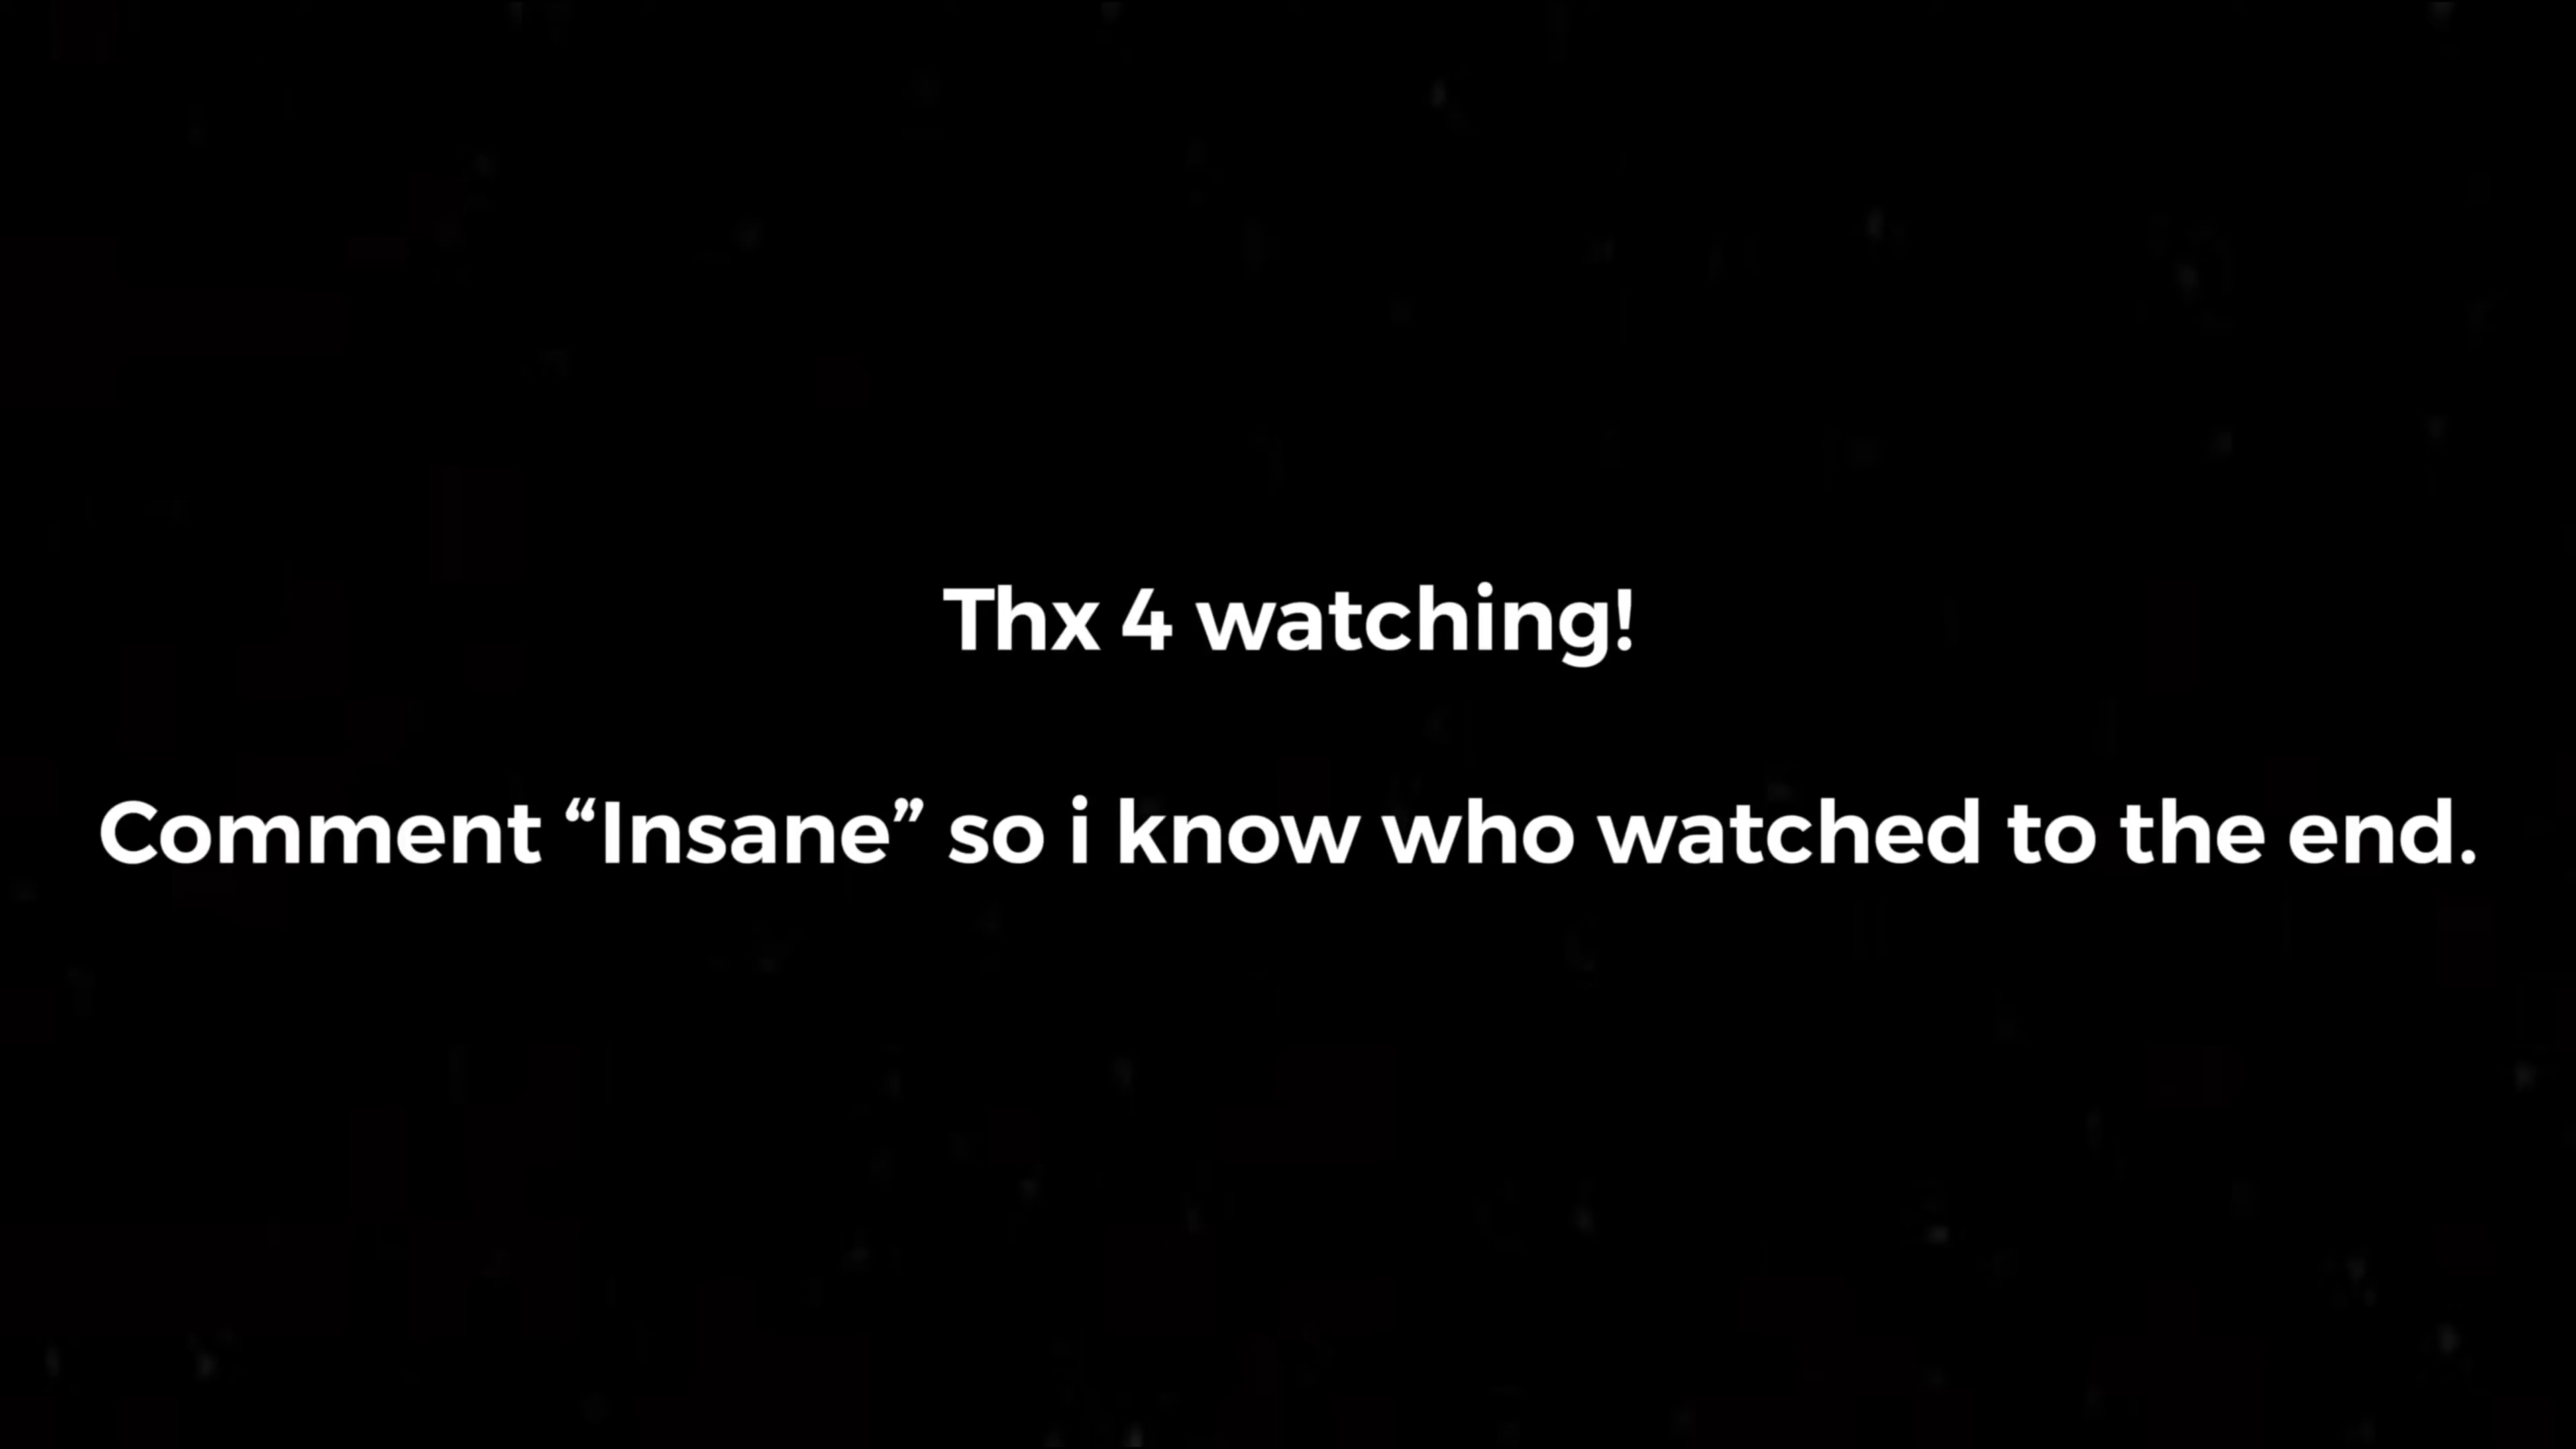 Thx 4 watching!
Comment “Insane” so i know who watched to the end.